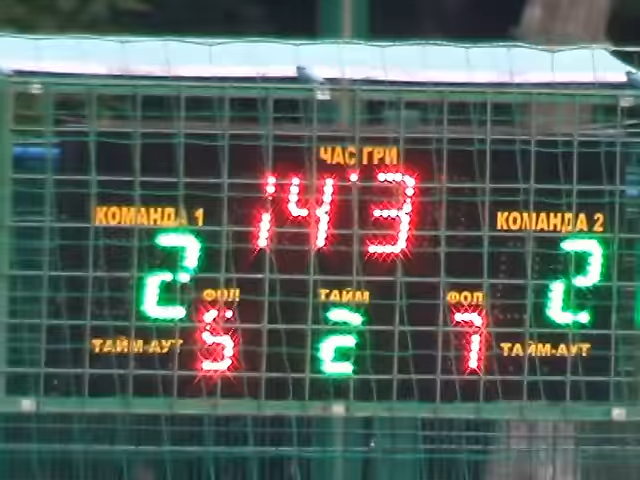 ЧАС ГРИ
14'3
КОМАНДА 1
КОМАНДА 2
2
2
ФОЛ
ТАЙМ
ФОЛ
5
2
7
ТАЙМ-АУТ
ТАЙМ-АУТ